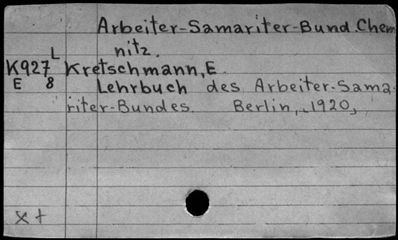 Arbeiter-Samariter-Bund Chem
nitz.
L
K927 Kretschmann, E.
E 8 Lehrbuch des Arbeiter-Sama-
riter-Bundes. Berlin, 1920,
x +